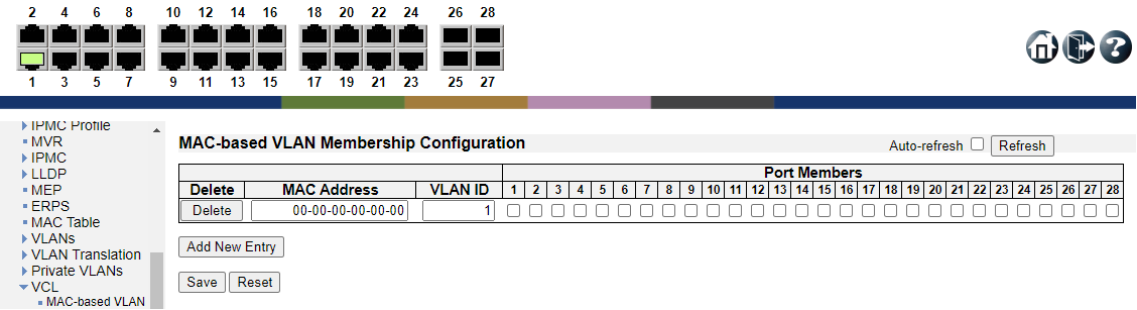 2 4 6 8 10 12 14 16 18 20 22 24 26 28
1 3 5 7 9 11 13 15 17 19 21 23 25 27
?
IPMC Profile
MVR
IPMC
LLDP
MEP
ERPS
MAC Table
VLANs
VLAN Translation
Private VLANs
VCL
MAC-based VLAN
MAC-based VLAN Membership Configuration
Auto-refresh Refresh
Port Members
Delete MAC Address VLAN ID 1 2 3 4 5 6 7 8 9 10 11 12 13 14 15 16 17 18 19 20 21 22 23 24 25 26 27 28
Delete 00-00-00-00-00-00 1
Add New Entry
Save Reset